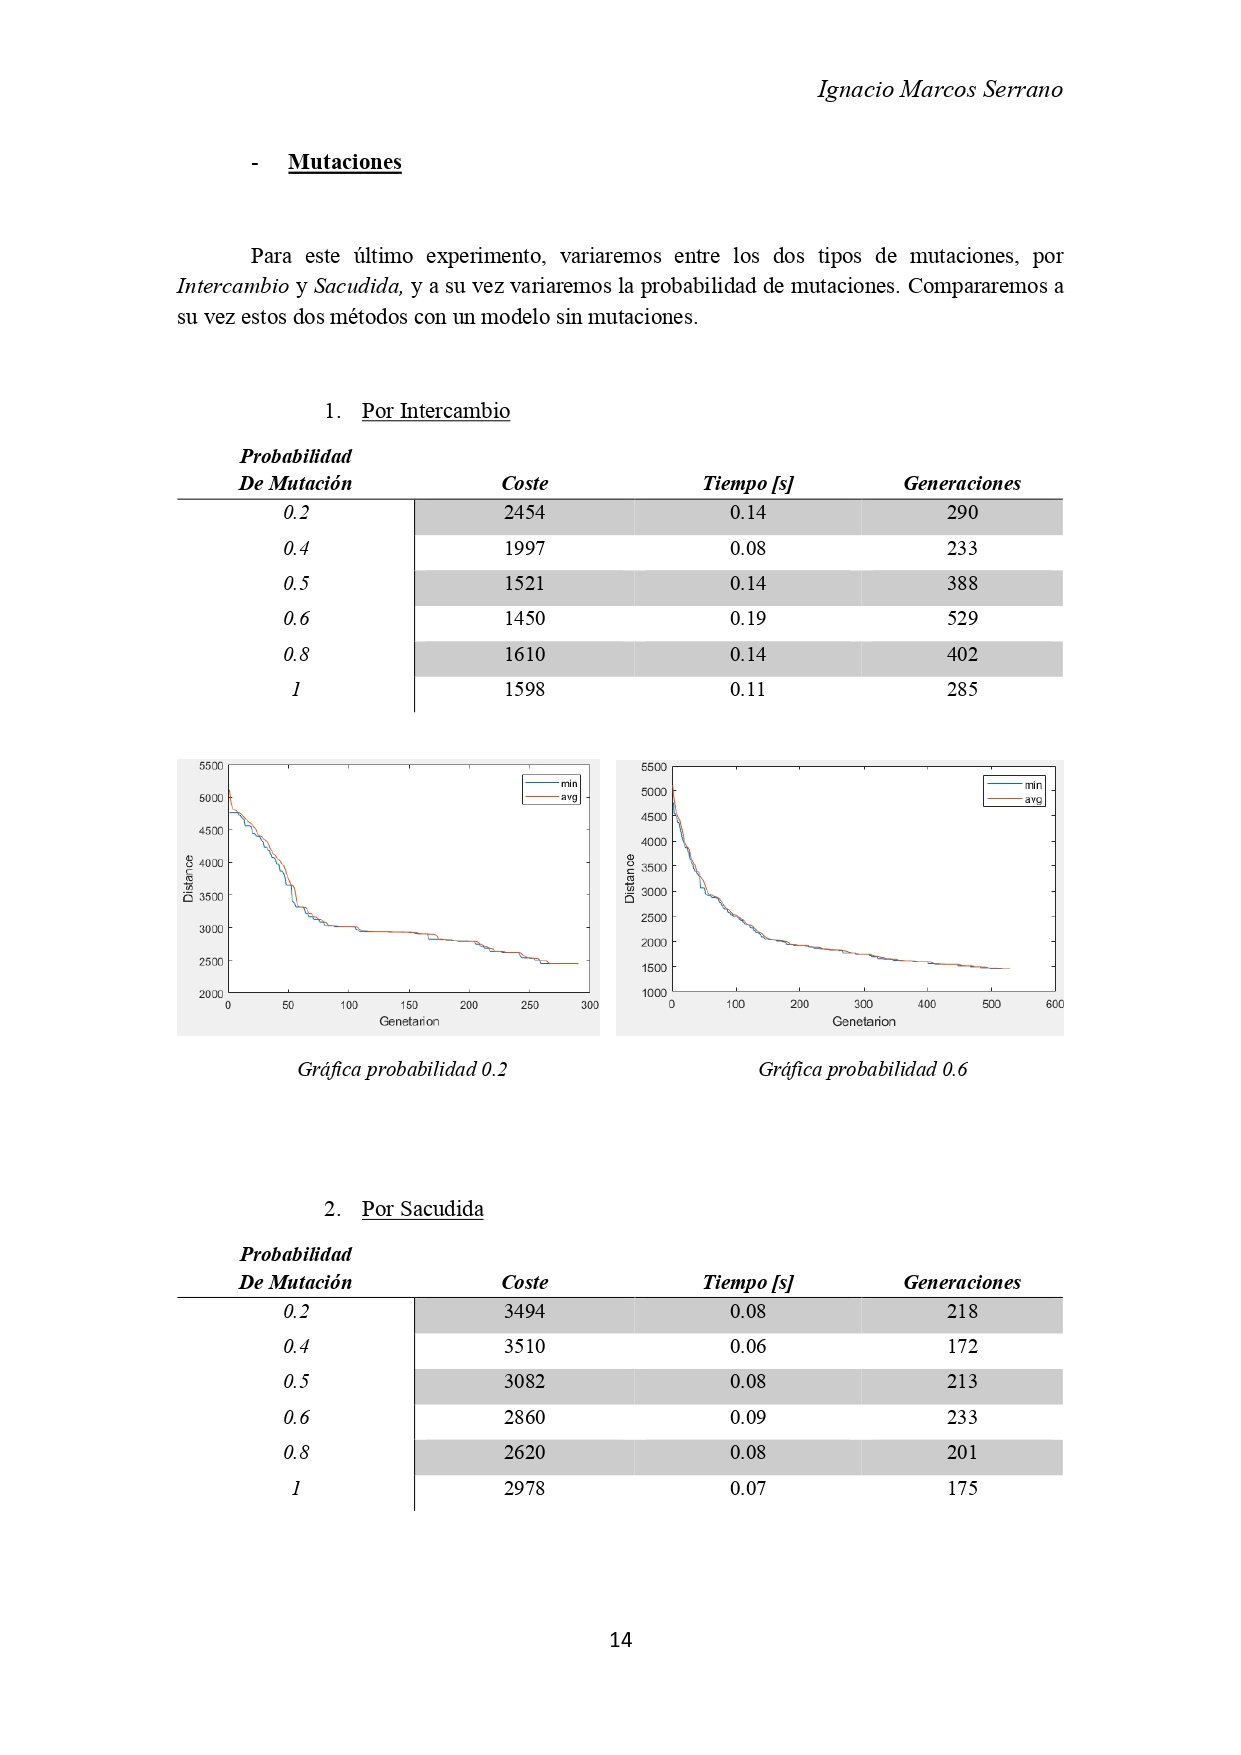 Ignacio Marcos Serrano
- Mutaciones
Para este último experimento, variaremos entre los dos tipos de mutaciones, por
Intercambio y Sacudida, y a su vez variaremos la probabilidad de mutaciones. Compararemos a
su vez estos dos métodos con un modelo sin mutaciones.
1. Por Intercambio
Probabilidad
De Mutación Coste Tiempo [s] Generaciones
0.2 2454 0.14 290
0.4 1997 0.08 233
0.5 1521 0.14 388
0.6 1450 0.19 529
0.8 1610 0.14 402
1 1598 0.11 285
5500
5000
4500
4000
3500
3000
2500
2000
Distance
min
avg
0 50 100 150 200 250 300
Genetarion
5500
5000
4500
4000
3500
3000
2500
2000
1500
1000
Distance
min
avg
0 100 200 300 400 500 600
Genetarion
Gráfica probabilidad 0.2 Gráfica probabilidad 0.6
2. Por Sacudida
Probabilidad
De Mutación Coste Tiempo [s] Generaciones
0.2 3494 0.08 218
0.4 3510 0.06 172
0.5 3082 0.08 213
0.6 2860 0.09 233
0.8 2620 0.08 201
1 2978 0.07 175
14